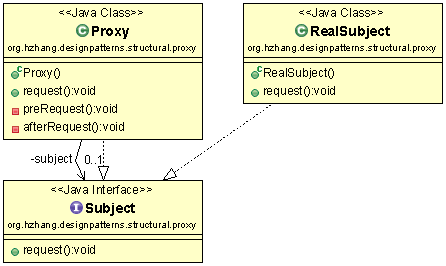 <<Java Class>>
Proxy
org.hzhang.designpatterns.structural.proxy
Proxy()
request():void
preRequest():void
afterRequest():void
<<Java Class>>
RealSubject
org.hzhang.designpatterns.structural.proxy
RealSubject()
request():void
-subject
0..1
<<Java Interface>>
Subject
org.hzhang.designpatterns.structural.proxy
request():void